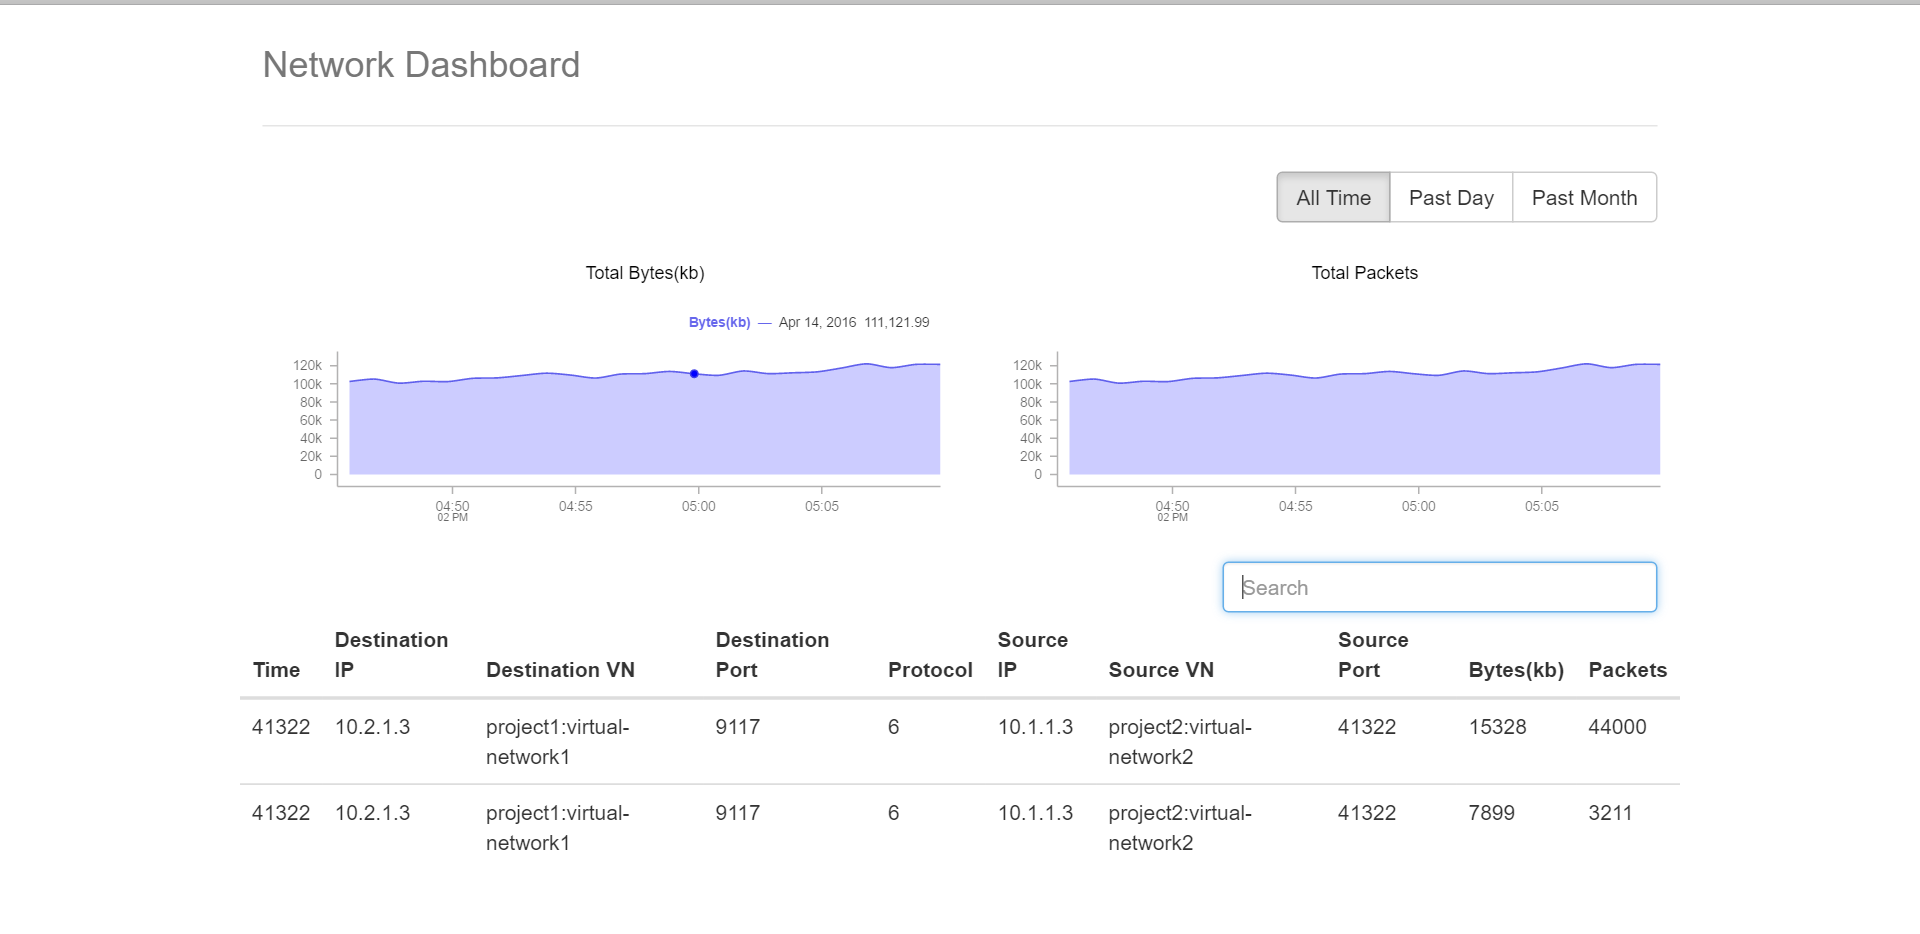 Network Dashboard
All Time Past Day Past Month
Total Bytes(kb)
Bytes(kb) — Apr 14, 2016 111,121.99
120k
100k
80k
60k
40k
20k
0
04:50 04:55 05:00 05:05
02 PM
Total Packets
120k
100k
80k
60k
40k
20k
0
04:50 04:55 05:00 05:05
02 PM
Search
Destination Destination Source Source
Time IP Destination VN Port Protocol IP Source VN Port Bytes(kb) Packets
41322 10.2.1.3 project1:virtual- 9117 6 10.1.1.3 project2:virtual- 41322 15328 44000
network1 network2
41322 10.2.1.3 project1:virtual- 9117 6 10.1.1.3 project2:virtual- 41322 7899 3211
network1 network2